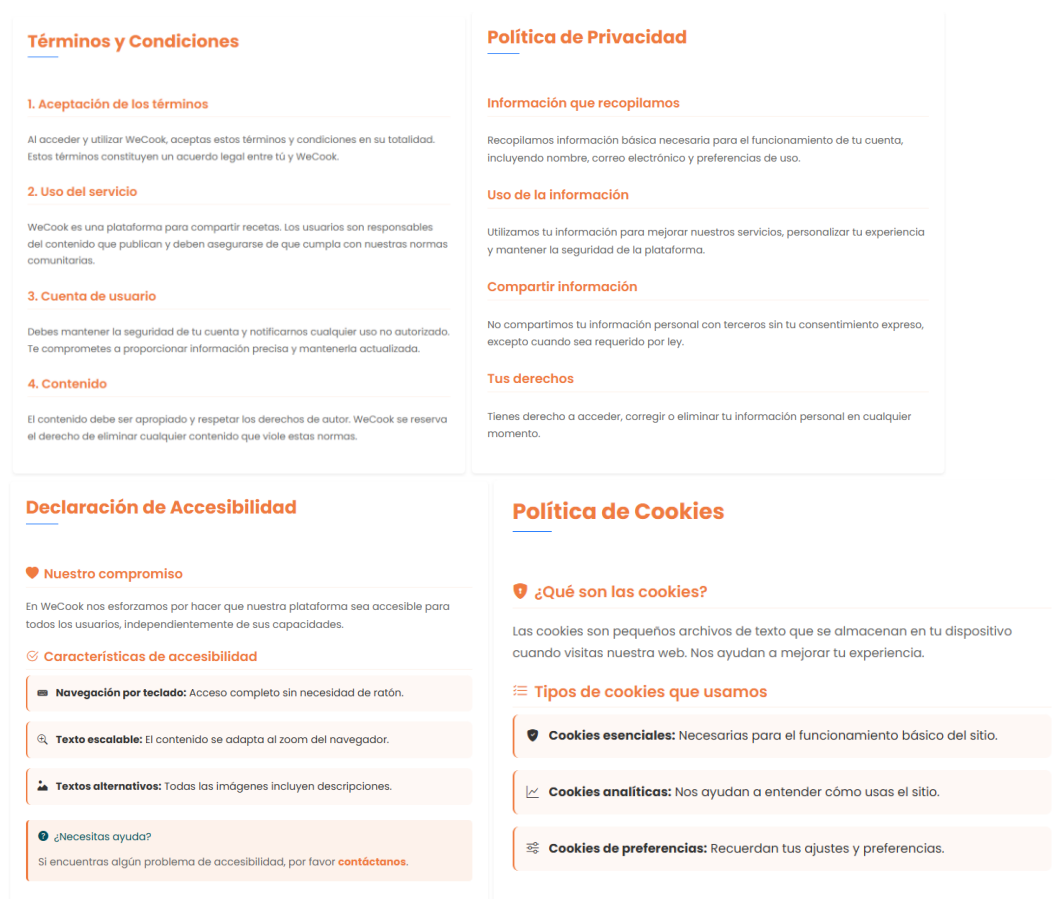 Términos y Condiciones
1. Aceptación de los términos
Al acceder y utilizar WeCook, aceptas estos términos y condiciones en su totalidad.
Estos términos constituyen un acuerdo legal entre tú y WeCook.
2. Uso del servicio
WeCook es una plataforma para compartir recetas. Los usuarios son responsables
del contenido que publican y deben asegurarse de que cumpla con nuestras normas
comunitarias.
3. Cuenta de usuario
Debes mantener la seguridad de tu cuenta y notificarnos cualquier uso no autorizado.
Te comprometes a proporcionar información precisa y mantenerla actualizada.
4. Contenido
El contenido debe ser apropiado y respetar los derechos de autor. WeCook se reserva
el derecho de eliminar cualquier contenido que viole estas normas.
Política de Privacidad
Información que recopilamos
Recopilamos información básica necesaria para el funcionamiento de tu cuenta,
incluyendo nombre, correo electrónico y preferencias de uso.
Uso de la información
Utilizamos tu información para mejorar nuestros servicios, personalizar tu experiencia
y mantener la seguridad de la plataforma.
Compartir información
No compartimos tu información personal con terceros sin tu consentimiento expreso,
excepto cuando sea requerido por ley.
Tus derechos
Tienes derecho a acceder, corregir o eliminar tu información personal en cualquier
momento.
Declaración de Accesibilidad
Nuestro compromiso
En WeCook nos esforzamos por hacer que nuestra plataforma sea accesible para
todos los usuarios, independientemente de sus capacidades.
Características de accesibilidad
Navegación por teclado: Acceso completo sin necesidad de ratón.
Texto escalable: El contenido se adapta al zoom del navegador.
Textos alternativos: Todas las imágenes incluyen descripciones.
¿Necesitas ayuda?
Si encuentras algún problema de accesibilidad, por favor contáctanos.
Política de Cookies
¿Qué son las cookies?
Las cookies son pequeños archivos de texto que se almacenan en tu dispositivo
cuando visitas nuestra web. Nos ayudan a mejorar tu experiencia.
Tipos de cookies que usamos
Cookies esenciales: Necesarias para el funcionamiento básico del sitio.
Cookies analíticas: Nos ayudan a entender cómo usas el sitio.
Cookies de preferencias: Recuerdan tus ajustes y preferencias.